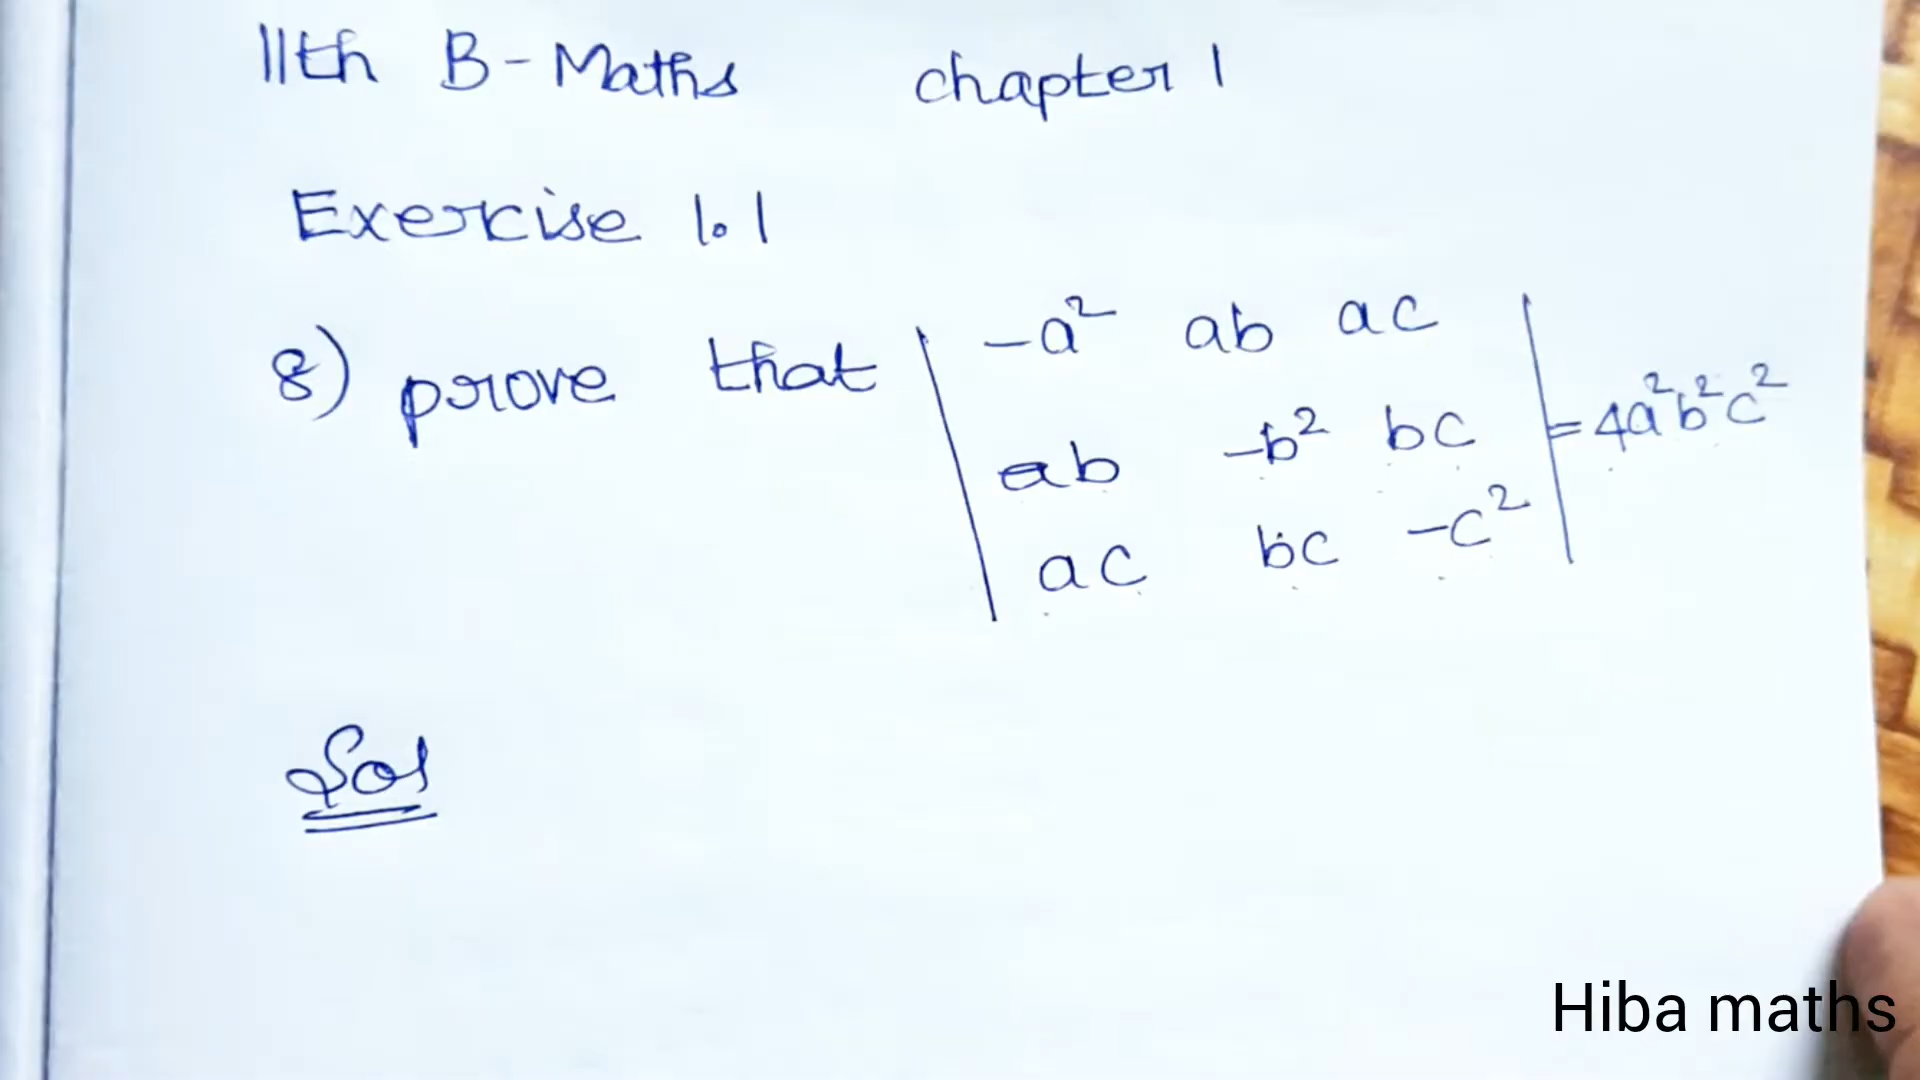 11th B-Maths chapter 1
Exercise 1.1
8) prove that | -a² ab ac |
| ab -b² bc | = 4a²b²c²
| ac bc -c² |
Sol
Hiba maths